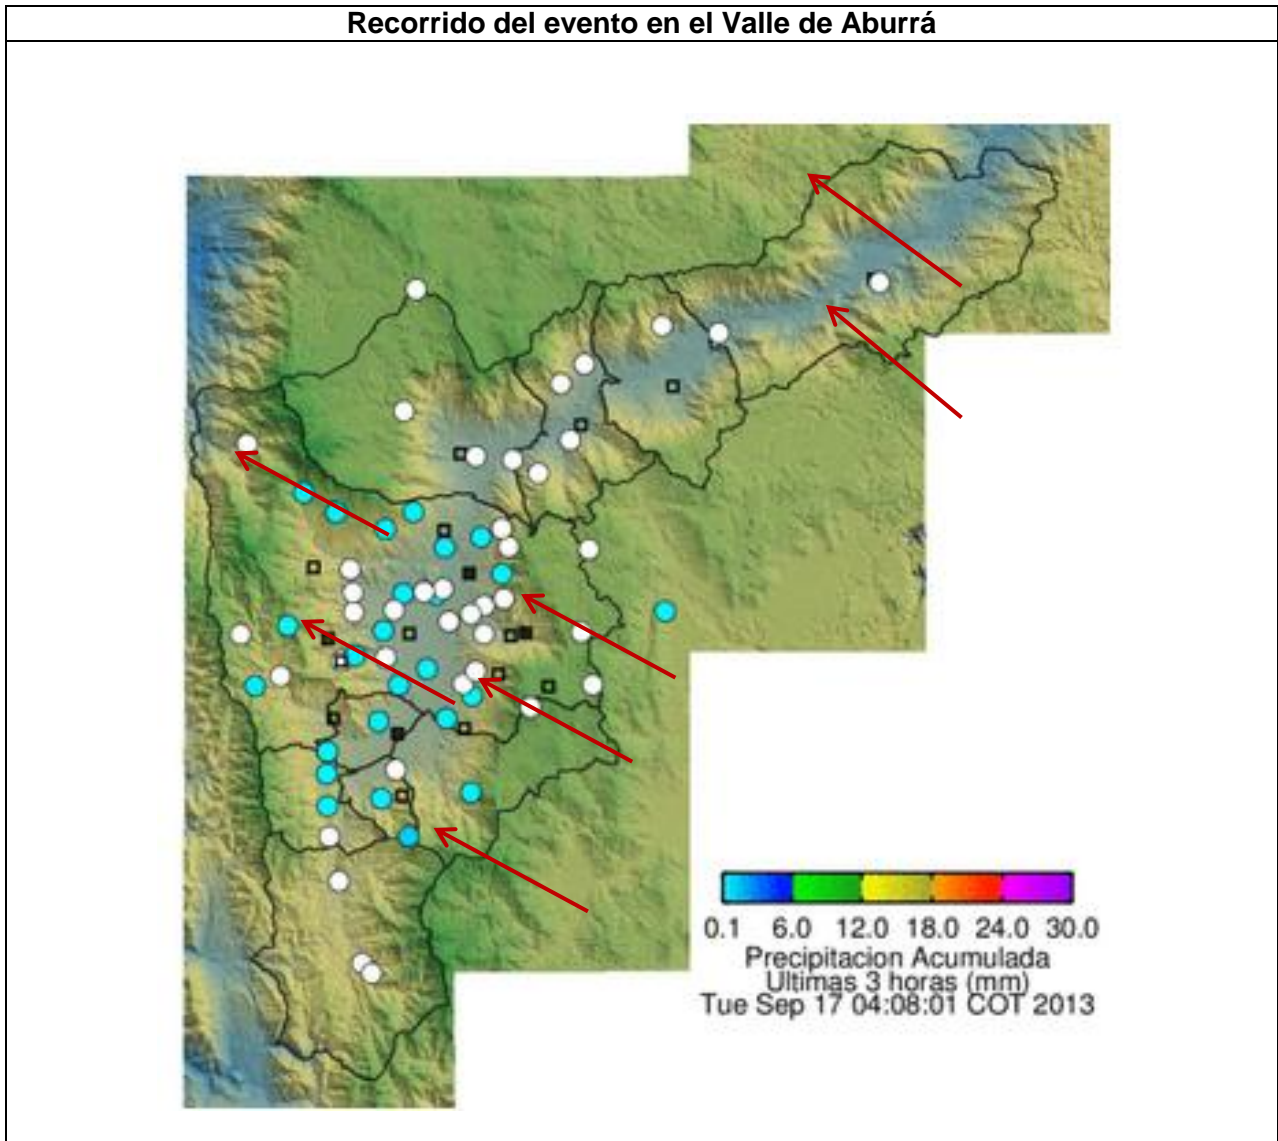 Recorrido del evento en el Valle de Aburrá
0.1 6.0 12.0 18.0 24.0 30.0
Precipitacion Acumulada
Ultimas 3 horas (mm)
Tue Sep 17 04:08:01 COT 2013